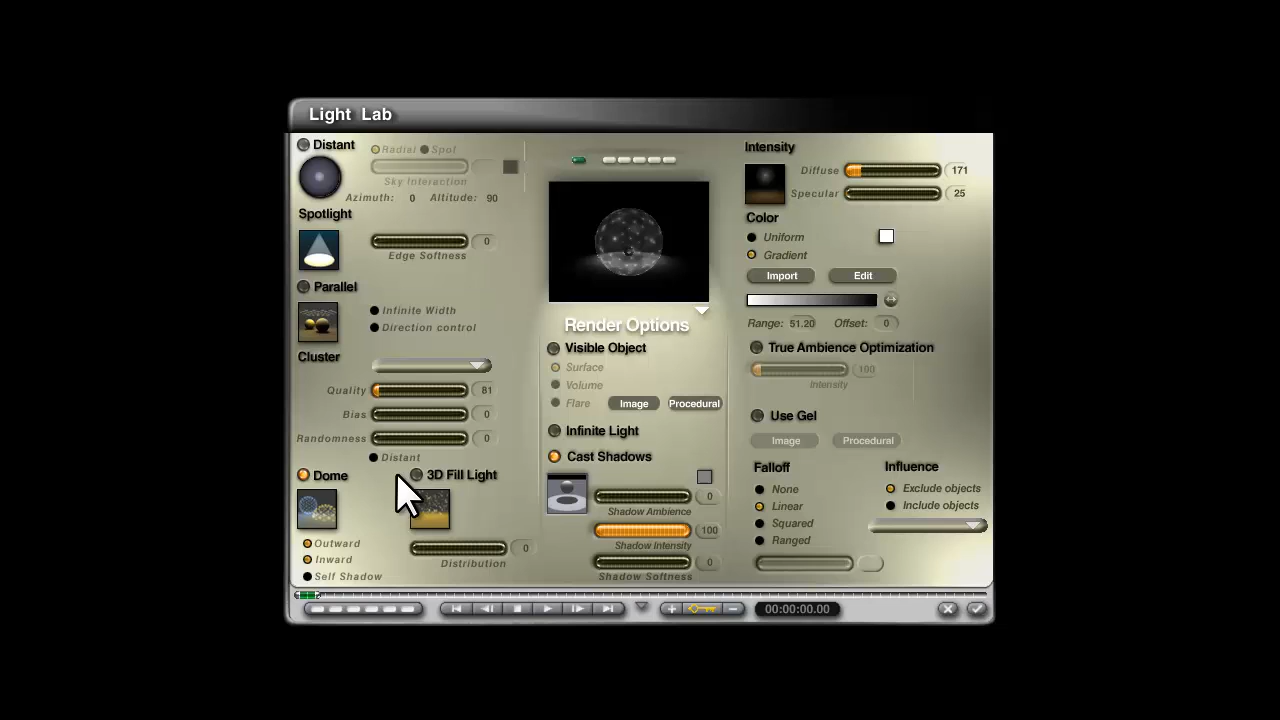 Light Lab
Distant
Radial Spot
Sky Interaction
Azimuth: 0 Altitude: 90
Spotlight
0
Edge Softness
Parallel
Infinite Width
Direction control
Cluster
Quality 81
Bias 0
Randomness 0
Distant
Dome
3D Fill Light
Outward
Inward
Self Shadow
0
Distribution
Render Options
Visible Object
Surface
Volume
Flare Image Procedural
Infinite Light
Cast Shadows
0
Shadow Ambience
100
Shadow Intensity
0
Shadow Softness
Intensity
Diffuse 171
Specular 25
Color
Uniform
Gradient
Import Edit
Range: 51.20 Offset: 0
True Ambience Optimization
100
Intensity
Use Gel
Image Procedural
Falloff
None
Linear
Squared
Ranged
Influence
Exclude objects
Include objects
00:00:00.00